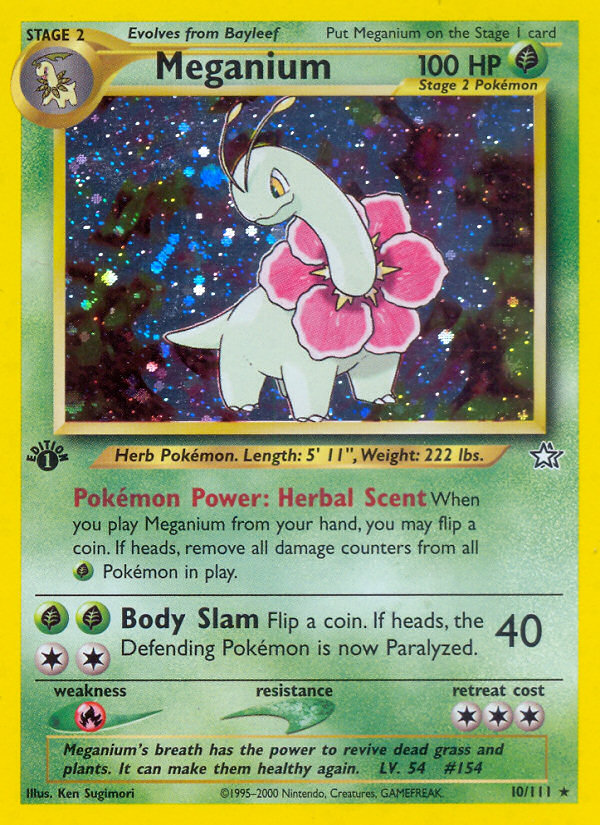 STAGE 2 Evolves from Bayleef Put Meganium on the Stage 1 card
Meganium 100 HP
Stage 2 Pokémon
EDITION 1
Herb Pokémon. Length: 5' 11", Weight: 222 lbs.
Pokémon Power: Herbal Scent When
you play Meganium from your hand, you may flip a
coin. If heads, remove all damage counters from all
Pokémon in play.
Body Slam Flip a coin. If heads, the
Defending Pokémon is now Paralyzed.
40
weakness resistance retreat cost
Meganium's breath has the power to revive dead grass and
plants. It can make them healthy again. LV. 54 #154
Illus. Ken Sugimori ©1995-2000 Nintendo, Creatures, GAMEFREAK. 10/111 ★